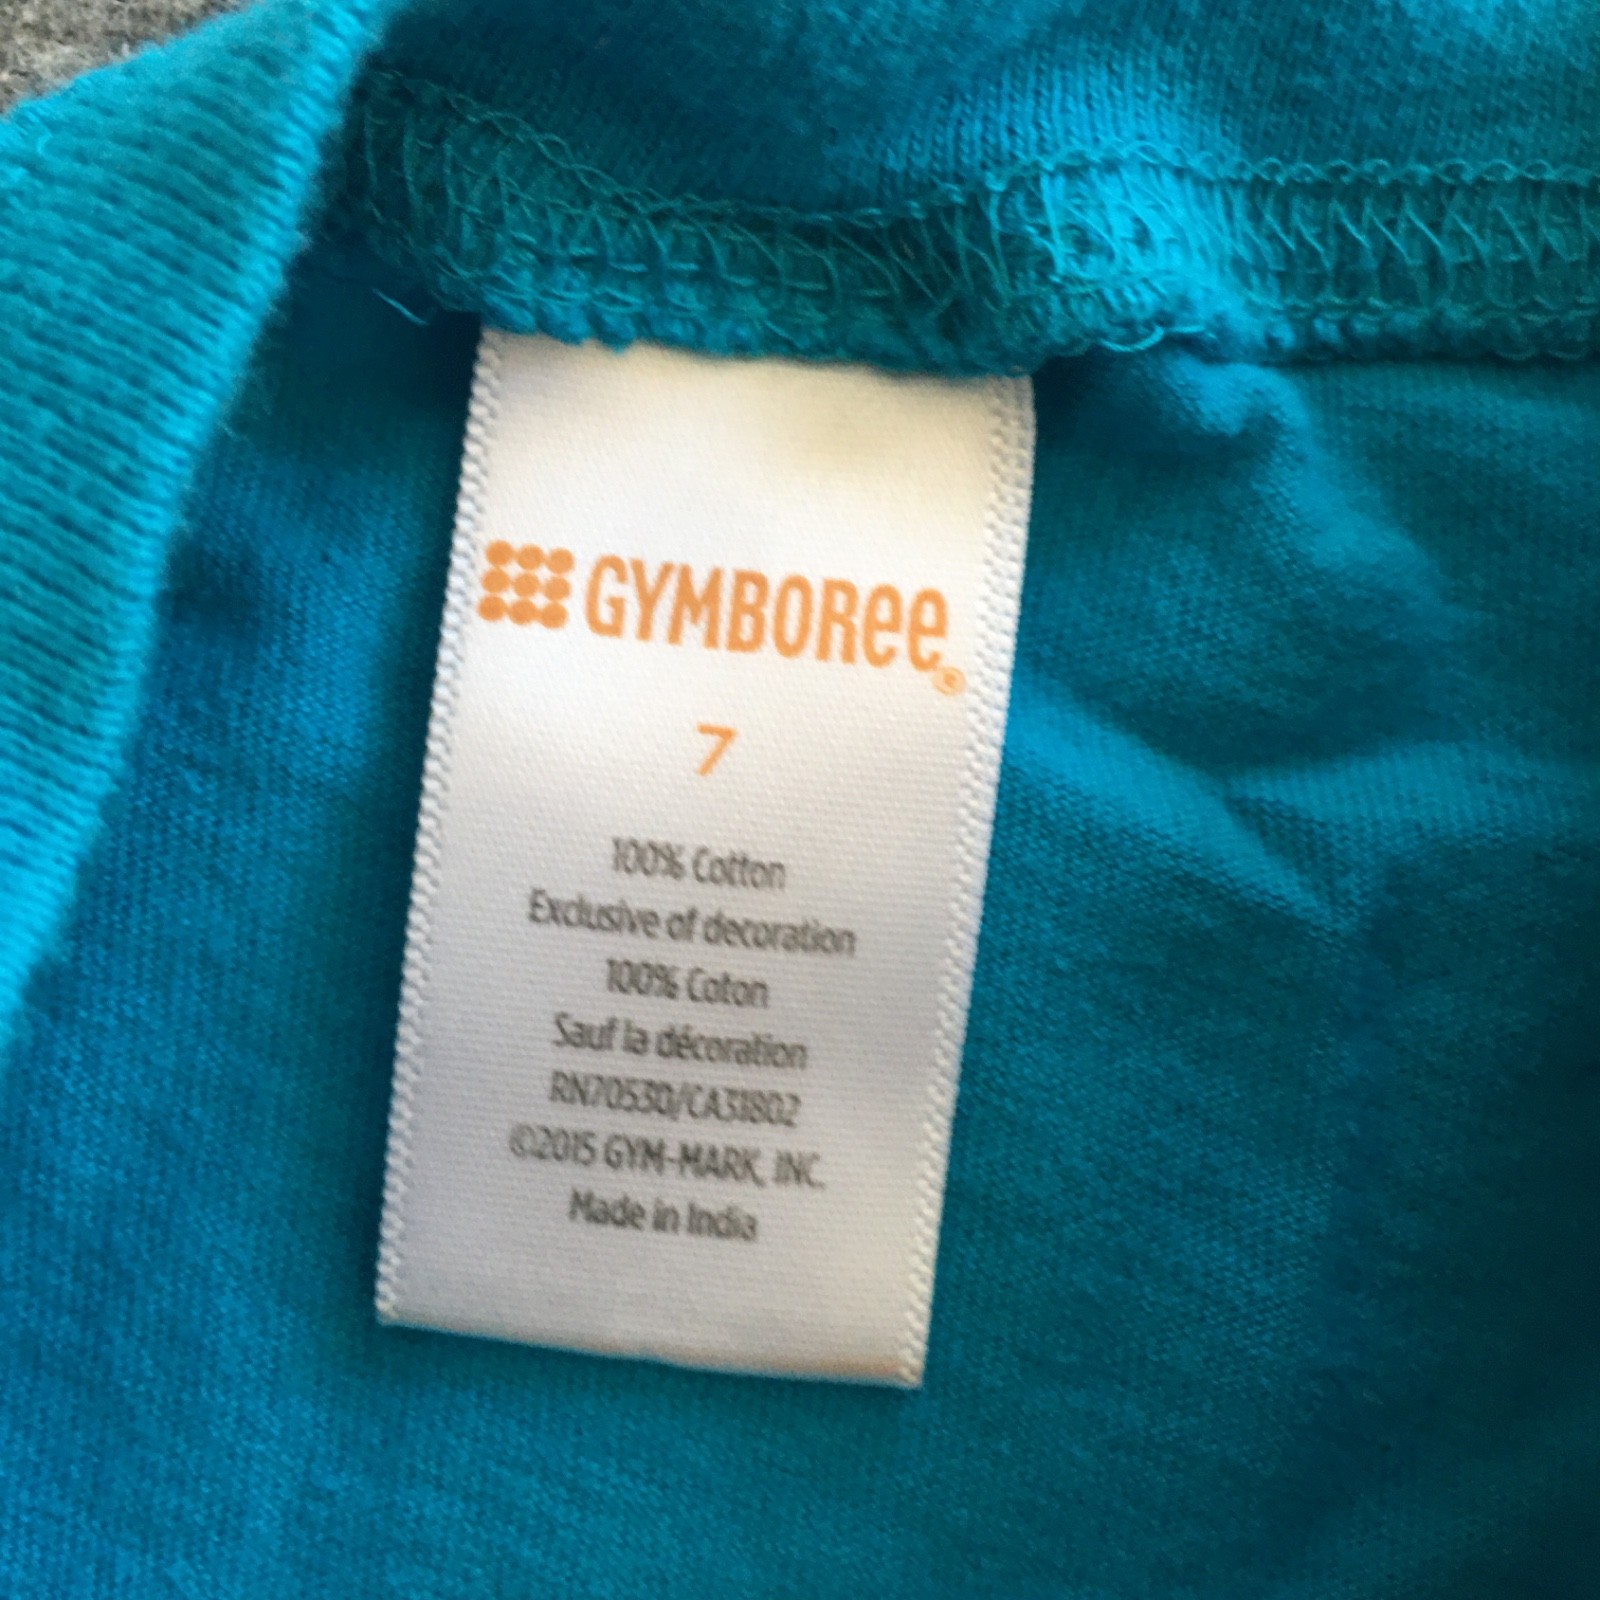 GYMBOREE®
7
100% Cotton
Exclusive of decoration
100% Coton
Sauf la décoration
RN70530/CA31802
©2015 GYM-MARK, INC.
Made in India